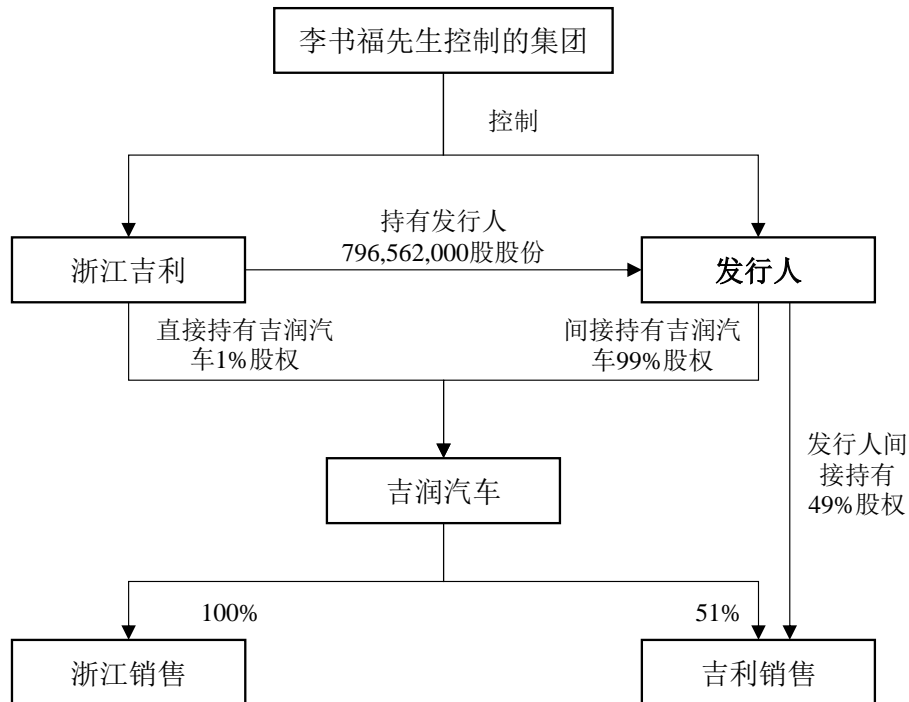 李书福先生控制的集团
控制
持有发行人
796,562,000股股份
浙江吉利
发行人
直接持有吉润汽
车1%股权
间接持有吉润汽
车99%股权
发行人间
接持有
49%股权
吉润汽车
100%
51%
浙江销售
吉利销售